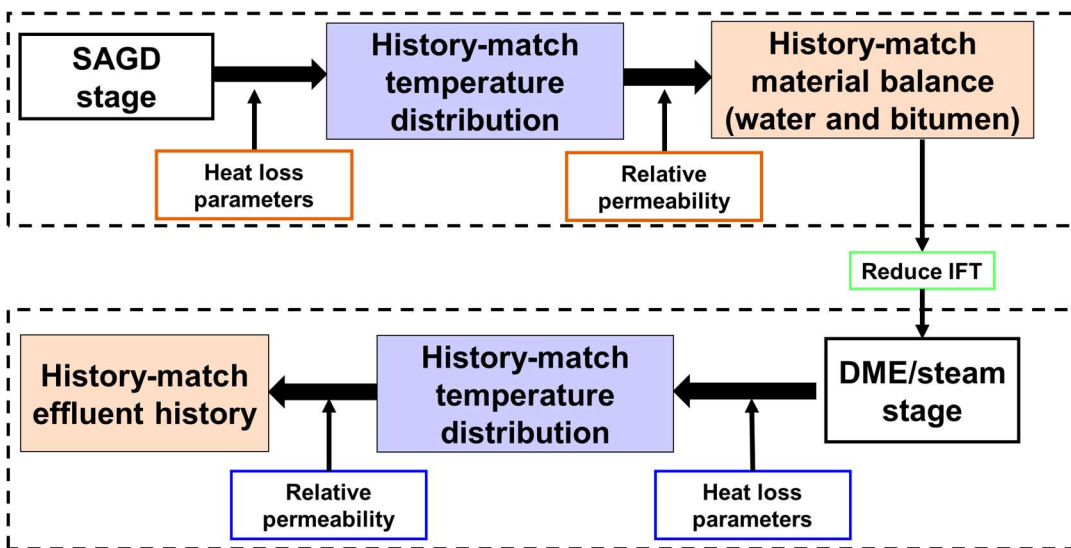 SAGD
stage
History-match
temperature
distribution
History-match
material balance
(water and bitumen)
Heat loss
parameters
Relative
permeability
Reduce IFT
DME/steam
stage
History-match
temperature
distribution
History-match
effluent history
Heat loss
parameters
Relative
permeability